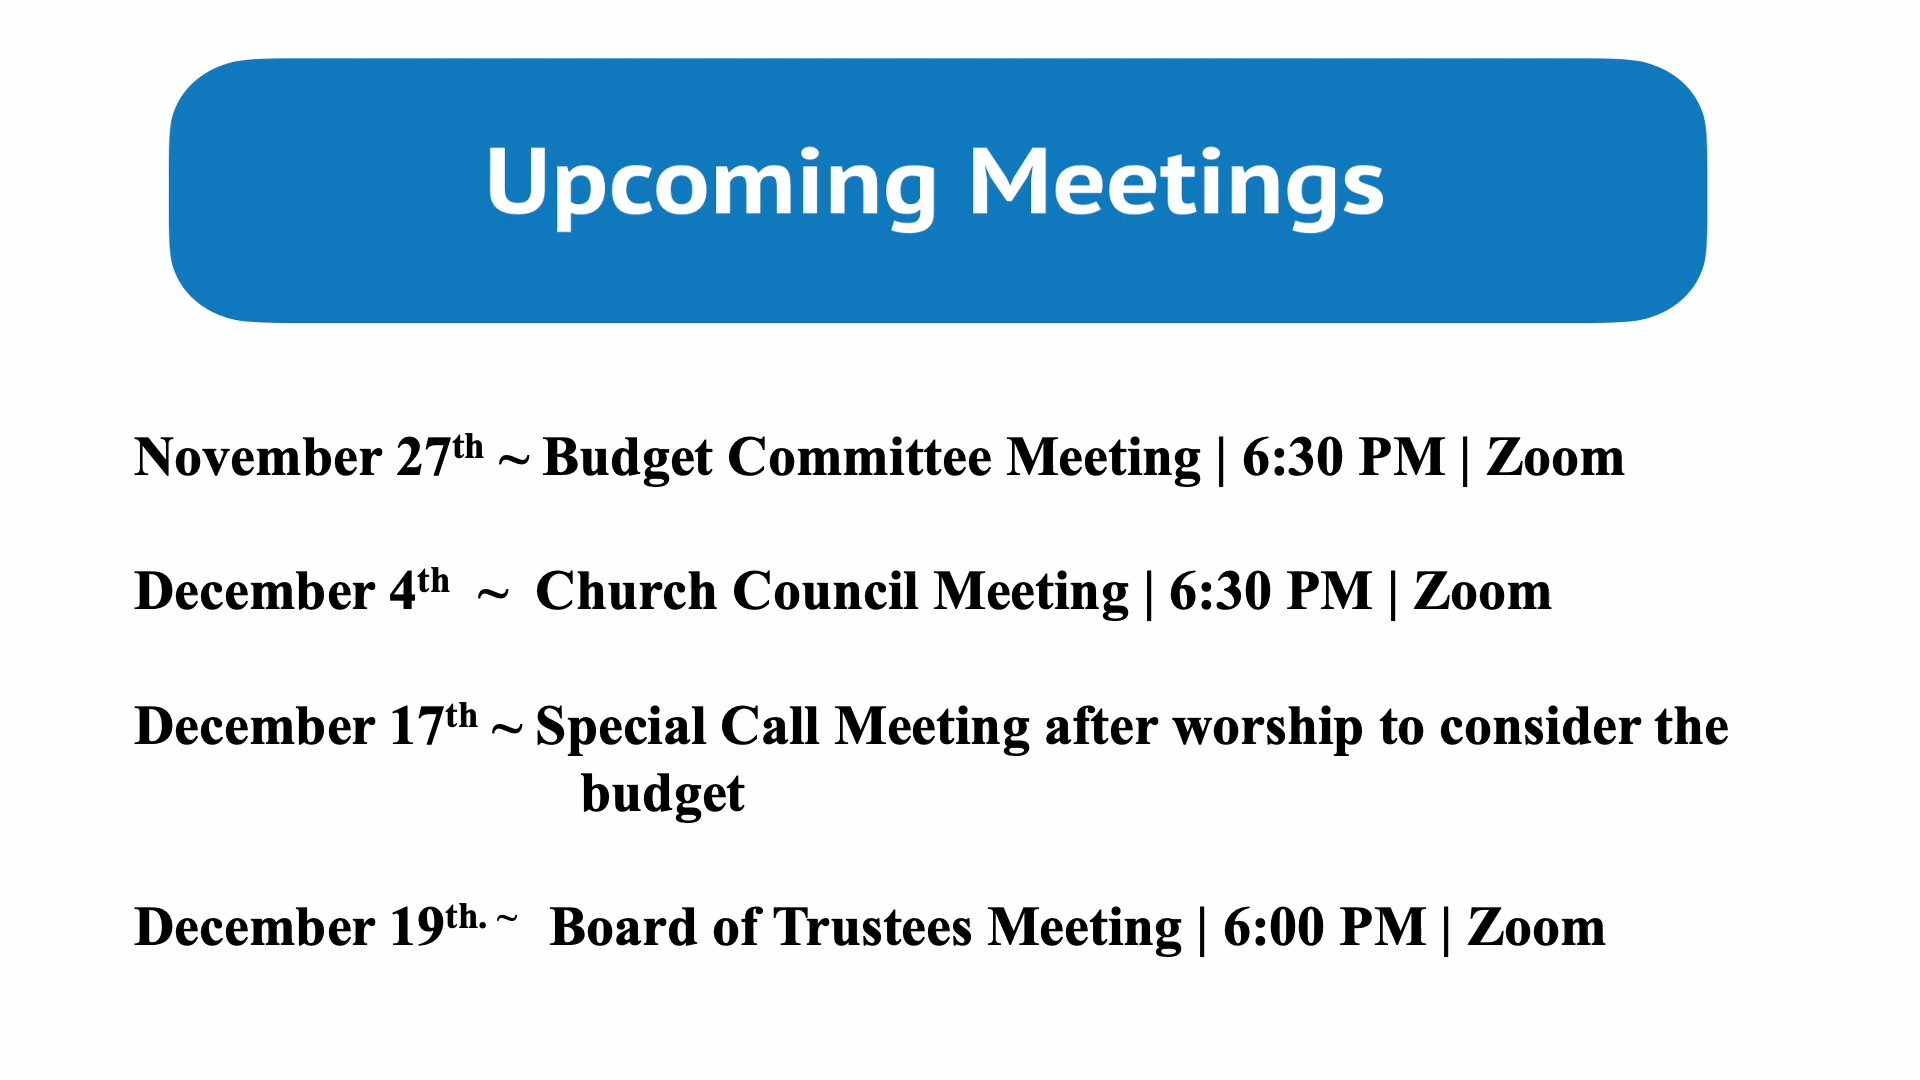 Upcoming Meetings
November 27th ~ Budget Committee Meeting | 6:30 PM | Zoom
December 4th ~ Church Council Meeting | 6:30 PM | Zoom
December 17th ~ Special Call Meeting after worship to consider the
budget
December 19th. ~ Board of Trustees Meeting | 6:00 PM | Zoom